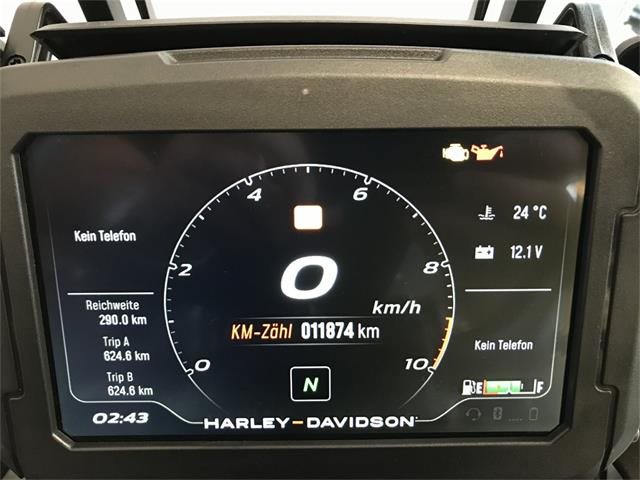 4
6
24 °C
Kein Telefon
2
0
8
12.1 V
km/h
Reichweite
290.0 km
KM-Zähl 011874 km
Trip A
624.6 km
Kein Telefon
0
10
Trip B
624.6 km
N
E F
02:43
HARLEY-DAVIDSON